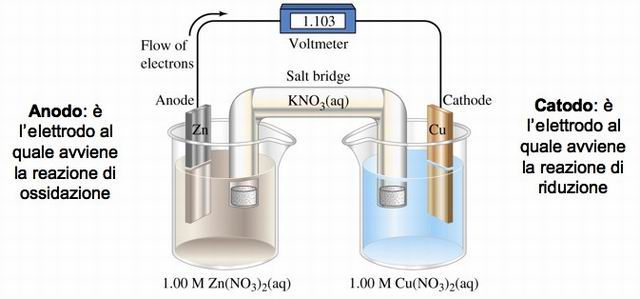 1.103
Voltmeter
Flow of
electrons
Salt bridge
KNO₃(aq)
Anode
Cathode
Zn
Cu
Anodo: è
l'elettrodo al
quale avviene
la reazione di
ossidazione
Catodo: è
l'elettrodo al
quale avviene
la reazione di
riduzione
1.00 M Zn(NO₃)₂(aq)
1.00 M Cu(NO₃)₂(aq)